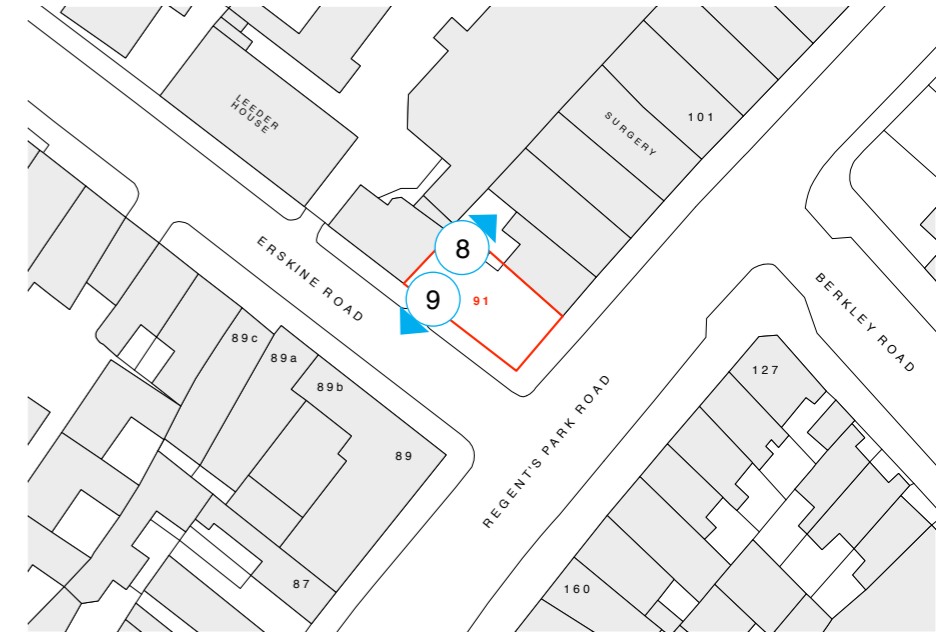 LEEDER
HOUSE
101
SURGERY
8
ERSKINE ROAD
9
91
BERKLEY ROAD
89c
89a
89b
127
REGENT'S PARK ROAD
89
87
160